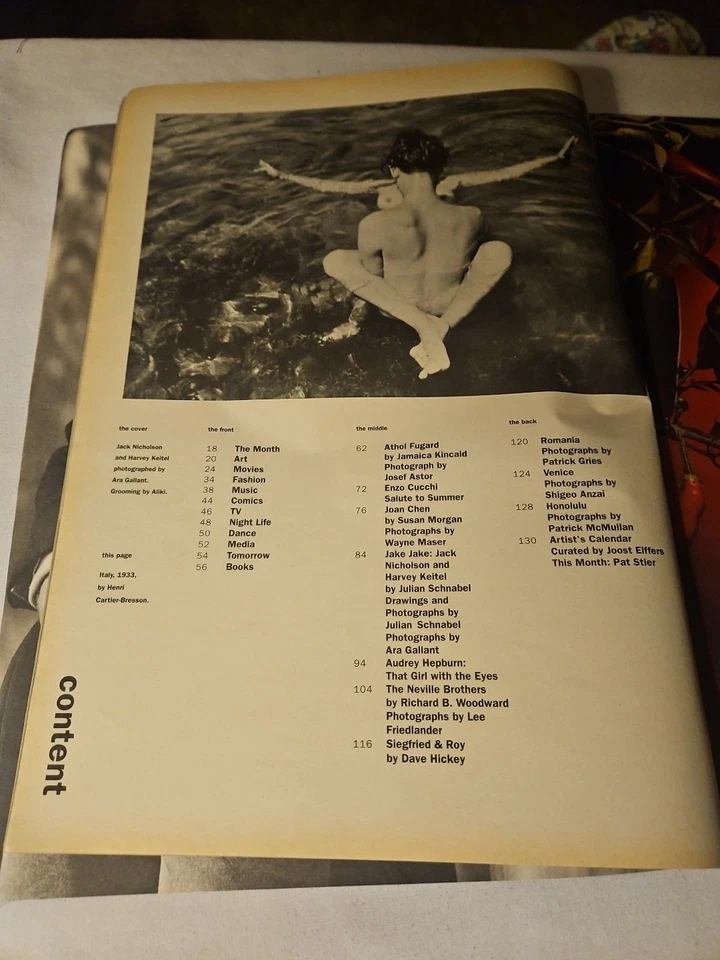 the cover
Jack Nicholson
and Harvey Keitel
photographed by
Ara Gallant.
Grooming by Aliki.
this page
Italy, 1933,
by Henri
Cartier-Bresson.
the front
18 The Month
20 Art
24 Movies
34 Fashion
38 Music
44 Comics
46 TV
48 Night Life
50 Dance
52 Media
54 Tomorrow
56 Books
the middle
62 Athol Fugard
by Jamaica Kincaid
Photograph by
Josef Astor
72 Enzo Cucchi
Salute to Summer
76 Joan Chen
by Susan Morgan
Photographs by
Wayne Maser
84 Jake Jake: Jack
Nicholson and
Harvey Keitel
by Julian Schnabel
Drawings and
Photographs by
Julian Schnabel
Photographs by
Ara Gallant
94 Audrey Hepburn:
That Girl with the Eyes
104 The Neville Brothers
by Richard B. Woodward
Photographs by Lee
Friedlander
116 Siegfried & Roy
by Dave Hickey
the back
120 Romania
Photographs by
Patrick Gries
124 Venice
Photographs by
Shigeo Anzai
128 Honolulu
Photographs by
Patrick McMullan
130 Artist's Calendar
Curated by Joost Elffers
This Month: Pat Stier
content